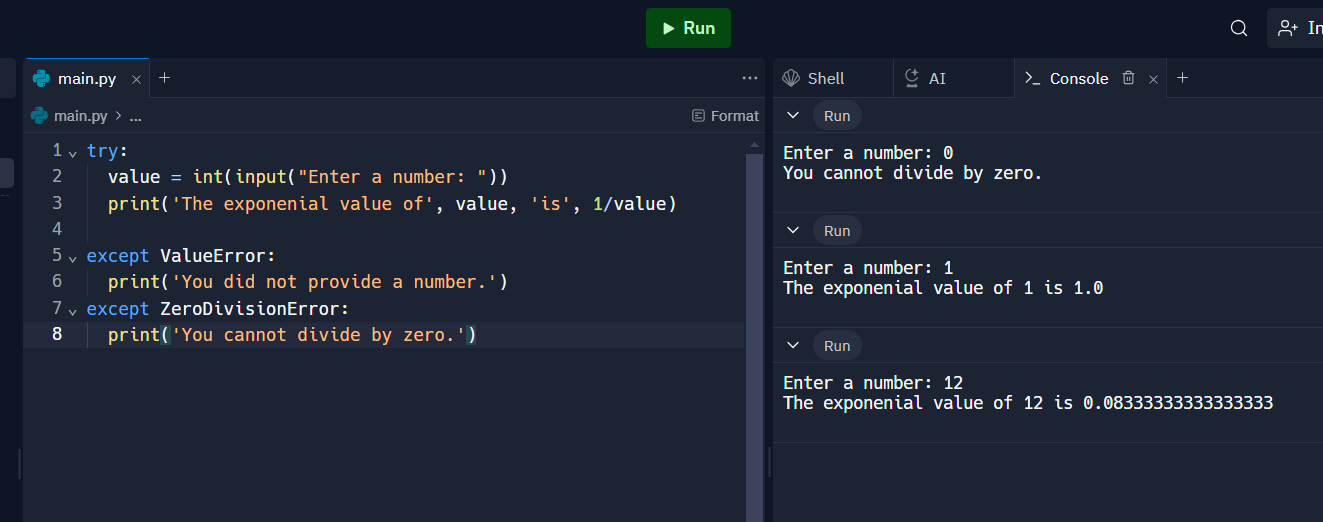 Run
In
main.py
Shell
AI
Console
main.py > ...
Format
Run
1 try:
2 value = int(input("Enter a number: "))
3 print('The exponenial value of', value, 'is', 1/value)
4
5 except ValueError:
6 print('You did not provide a number.')
7 except ZeroDivisionError:
8 print('You cannot divide by zero.')
Enter a number: 0
You cannot divide by zero.
Run
Enter a number: 1
The exponenial value of 1 is 1.0
Run
Enter a number: 12
The exponenial value of 12 is 0.08333333333333333